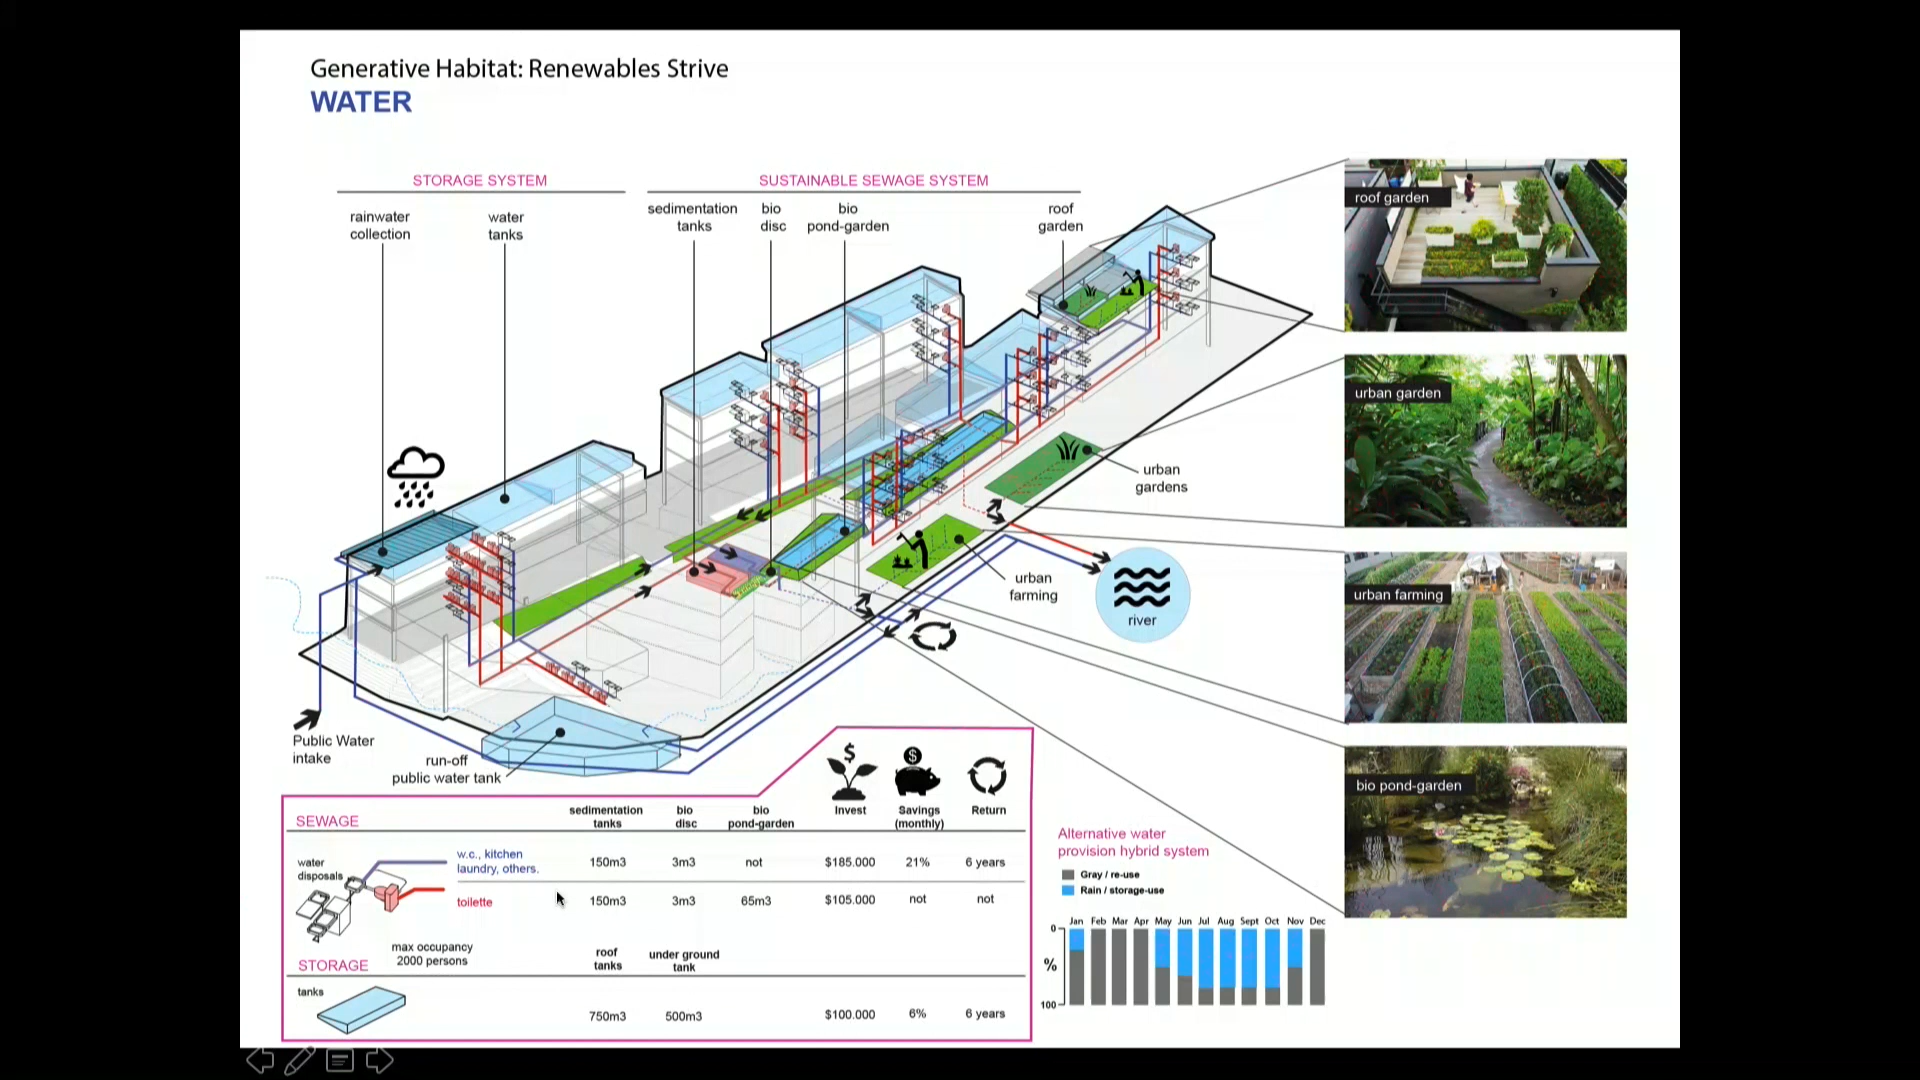 Generative Habitat: Renewables Strive
WATER
STORAGE SYSTEM
SUSTAINABLE SEWAGE SYSTEM
rainwater
collection
water
tanks
sedimentation
tanks
bio
disc
bio
pond-garden
roof
garden
roof garden
urban garden
urban
gardens
urban
farming
urban farming
river
Public Water
intake
run-off
public water tank
bio pond-garden
SEWAGE
sedimentation
tanks
bio
disc
bio
pond-garden
$
Invest
$
Savings
(monthly)
Return
water
disposals
w.c., kitchen
laundry, others.
150m3 3m3 not $185.000 21% 6 years
toilette 150m3 3m3 65m3 $105.000 not not
max occupancy
2000 persons
STORAGE
roof
tanks
under ground
tank
tanks
750m3 500m3 $100.000 6% 6 years
Alternative water
provision hybrid system
Gray / re-use
Rain / storage-use
Jan Feb Mar Apr May Jun Jul Aug Sept Oct Nov Dec
0
%
100